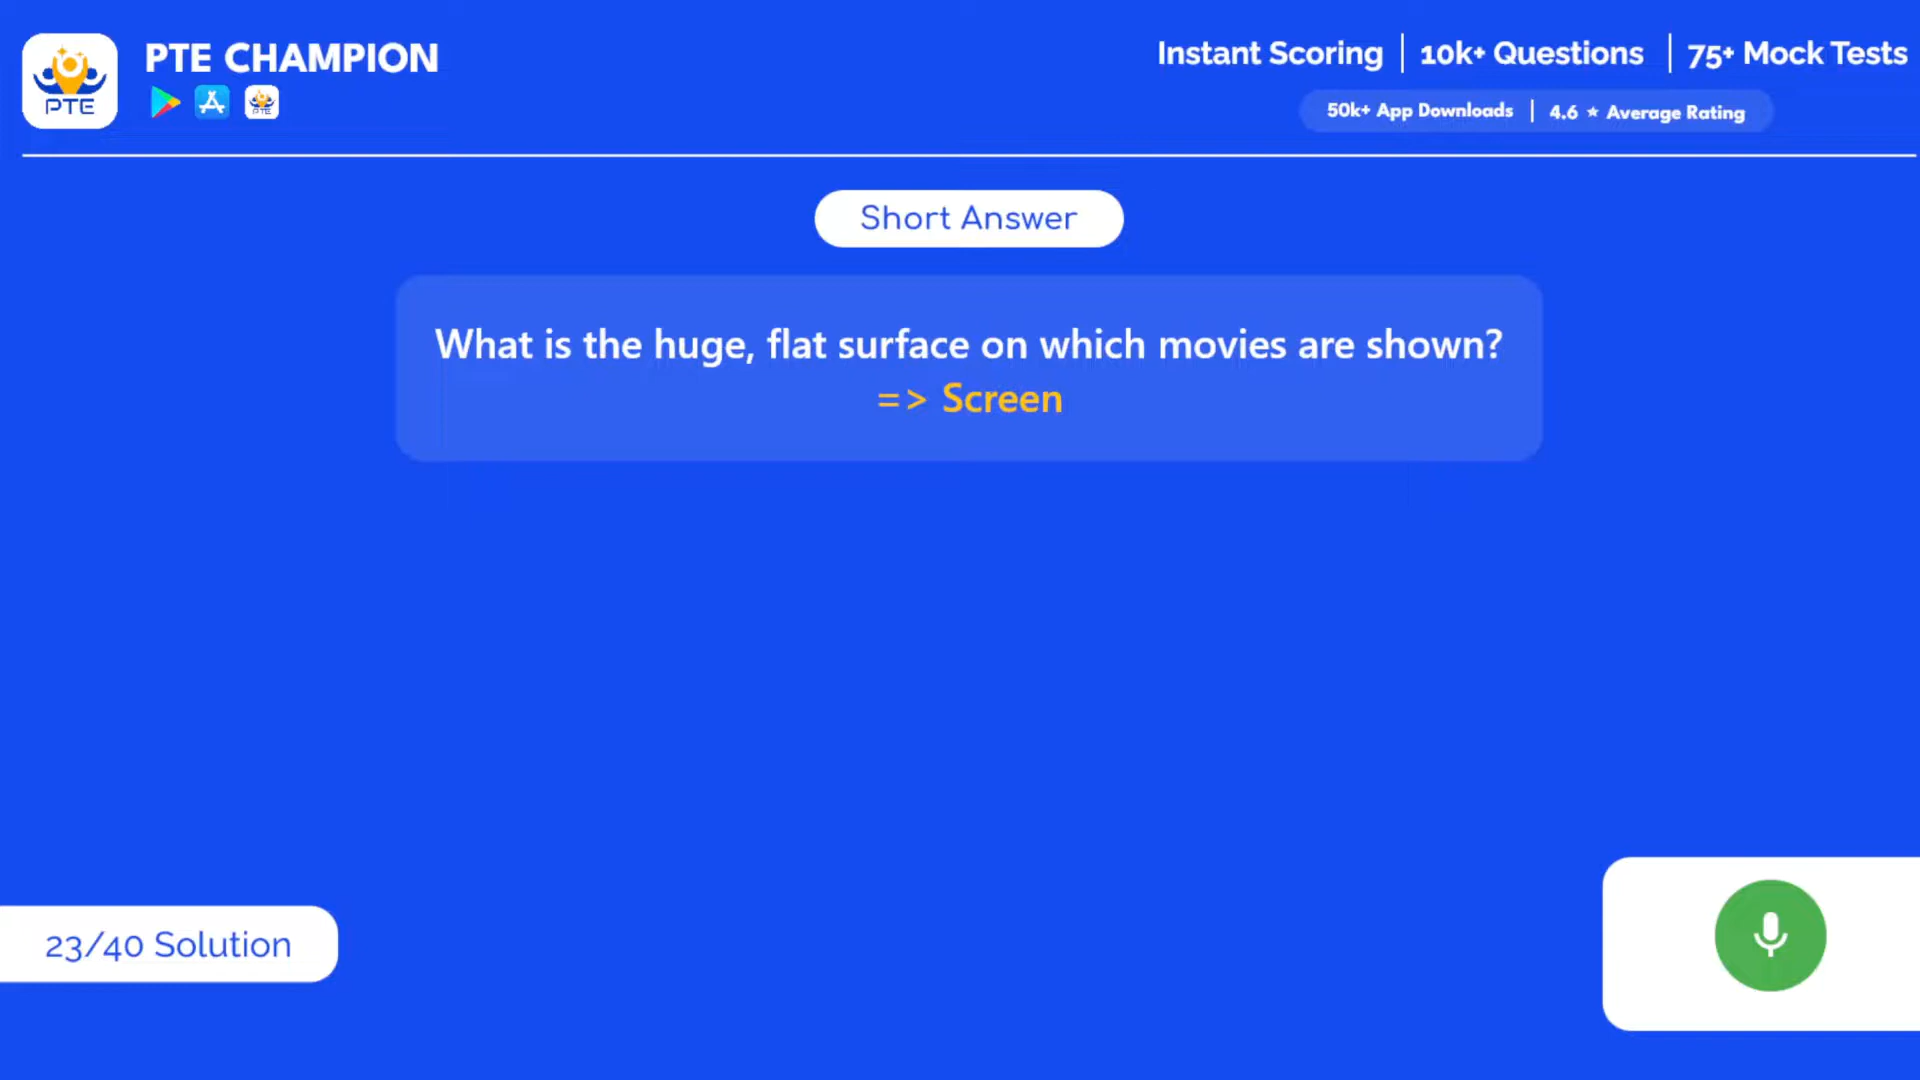 PTE CHAMPION
PTE
PTE
Instant Scoring | 10k+ Questions | 75+ Mock Tests
50k+ App Downloads | 4.6 ★ Average Rating
Short Answer
What is the huge, flat surface on which movies are shown?
=> Screen
23/40 Solution